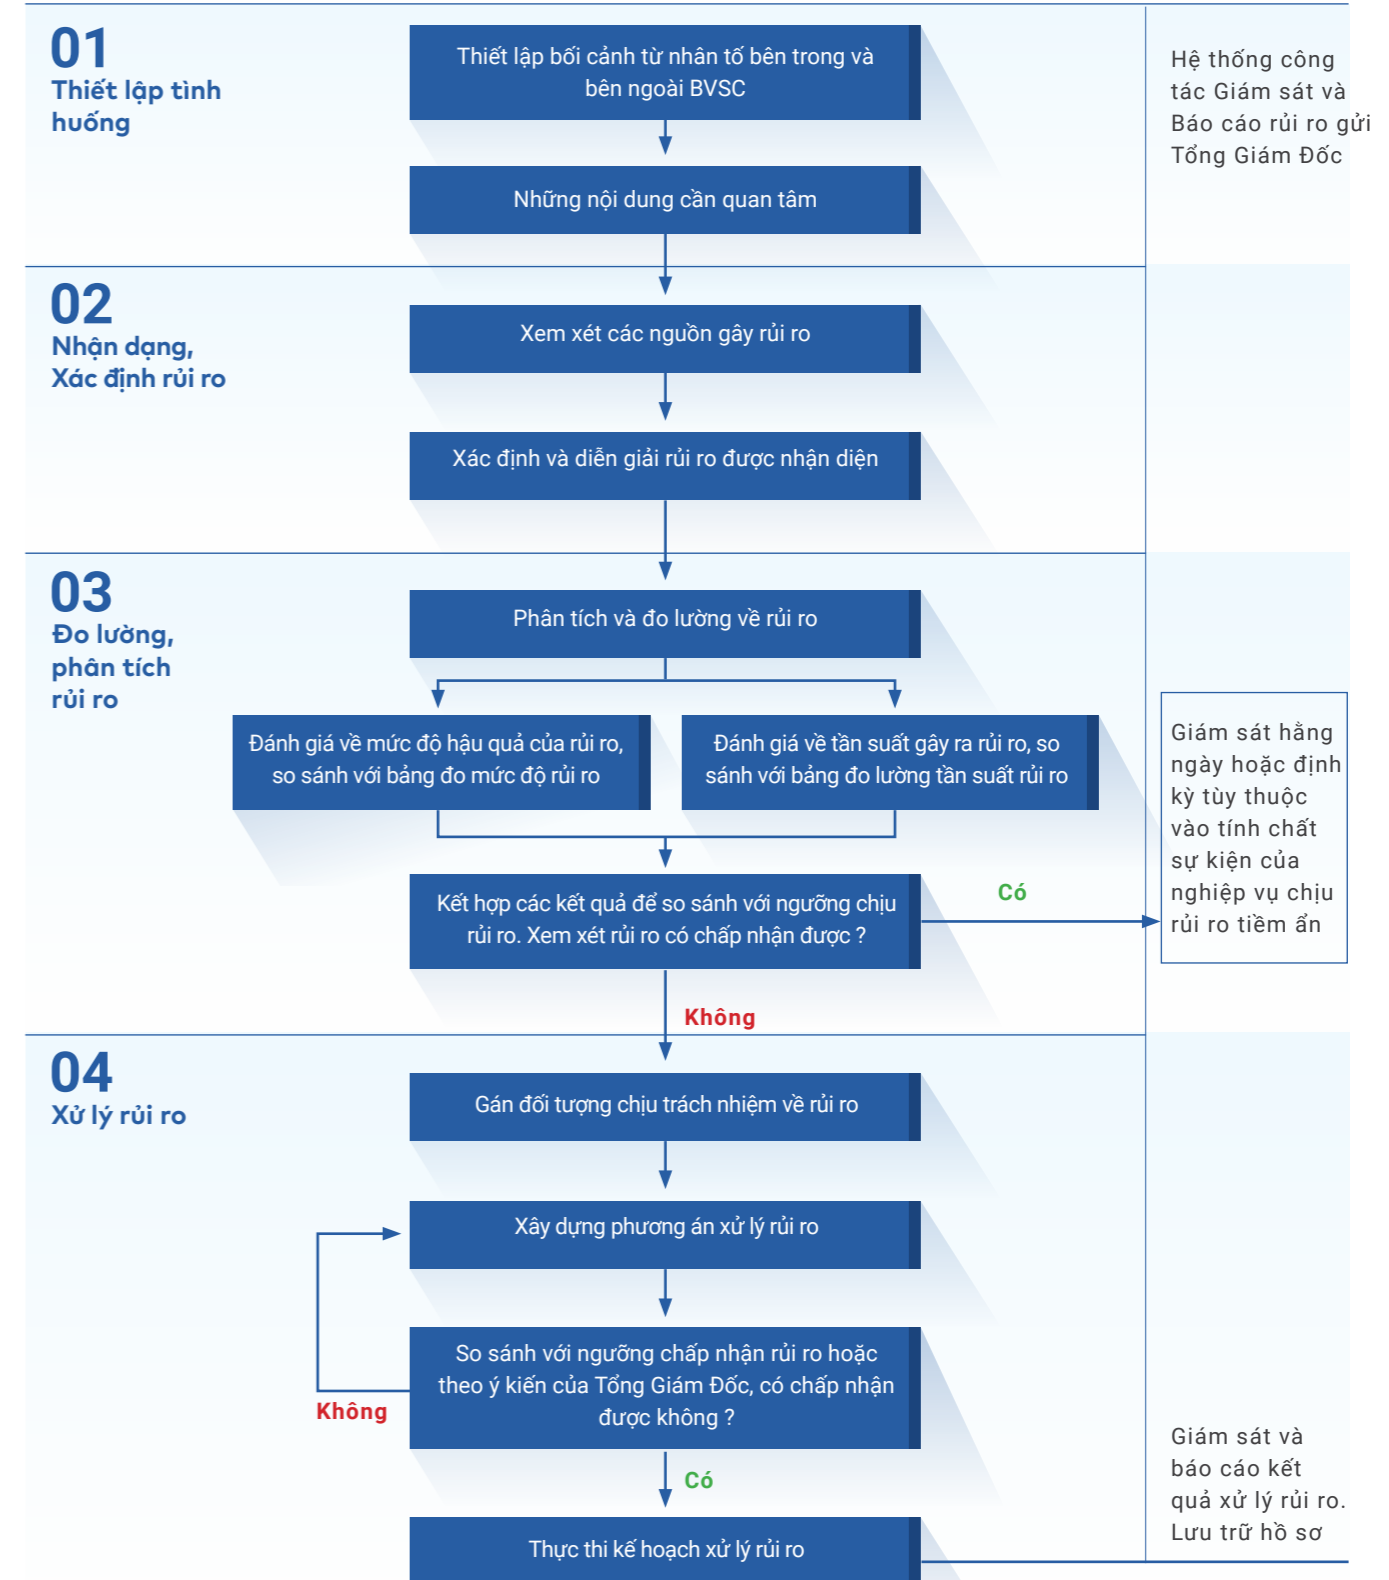 01
Thiết lập tình
huống
Thiết lập bối cảnh từ nhân tố bên trong và
bên ngoài BVSC
Những nội dung cần quan tâm
Hệ thống công
tác Giám sát và
Báo cáo rủi ro gửi
Tổng Giám Đốc
02
Nhận dạng,
Xác định rủi ro
Xem xét các nguồn gây rủi ro
Xác định và diễn giải rủi ro được nhận diện
03
Đo lường,
phân tích
rủi ro
Phân tích và đo lường về rủi ro
Đánh giá về mức độ hậu quả của rủi ro,
so sánh với bảng đo mức độ rủi ro
Đánh giá về tần suất gây ra rủi ro, so
sánh với bảng đo lường tần suất rủi ro
Kết hợp các kết quả để so sánh với ngưỡng chịu
rủi ro. Xem xét rủi ro có chấp nhận được ?
Có
Giám sát hằng
ngày hoặc định
kỳ tùy thuộc
vào tính chất
sự kiện của
nghiệp vụ chịu
rủi ro tiềm ẩn
Không
04
Xử lý rủi ro
Gán đối tượng chịu trách nhiệm về rủi ro
Xây dựng phương án xử lý rủi ro
So sánh với ngưỡng chấp nhận rủi ro hoặc
theo ý kiến của Tổng Giám Đốc, có chấp nhận
được không ?
Không
Có
Thực thi kế hoạch xử lý rủi ro
Giám sát và
báo cáo kết
quả xử lý rủi ro.
Lưu trữ hồ sơ